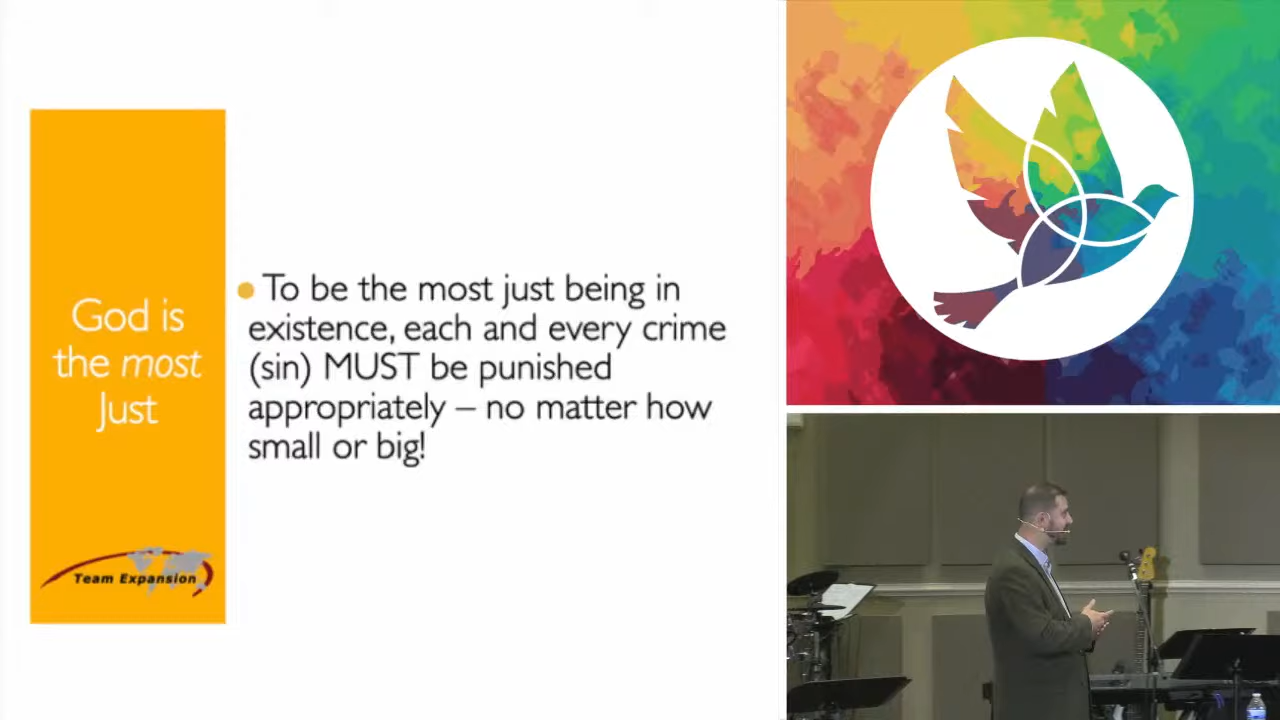 God is
the most
Just
Team Expansion
To be the most just being in
existence, each and every crime
(sin) MUST be punished
appropriately – no matter how
small or big!